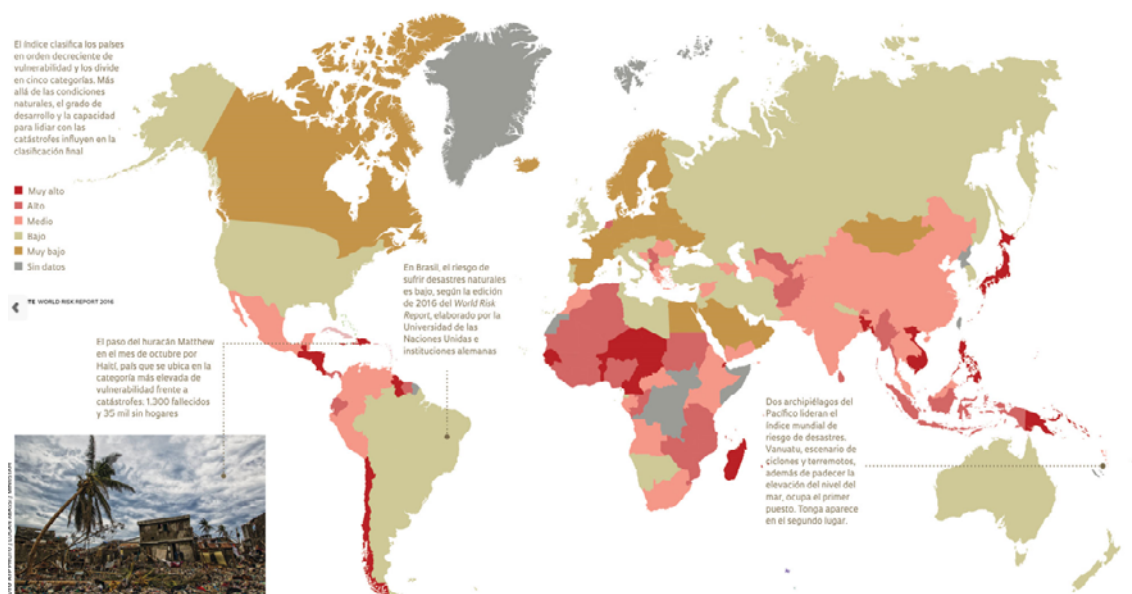 El índice clasifica los países
en orden decreciente de
vulnerabilidad y los divide
en cinco categorías. Más
allá de las condiciones
naturales, el grado de
desarrollo y la capacidad
para lidiar con las
catástrofes influyen en la
clasificación final
Muy alto
Alto
Medio
Bajo
Muy bajo
Sin datos
WORLD RISK REPORT 2016
El paso del huracán Matthew
en el mes de octubre por
Haití, país que se ubica en la
categoría más elevada de
vulnerabilidad frente a
catástrofes. 1.300 fallecidos
y 35 mil sin hogares
En Brasil, el riesgo de
sufrir desastres naturales
es bajo, según la edición
de 2016 del World Risk
Report, elaborado por la
Universidad de las
Naciones Unidas e
instituciones alemanas
Dos archipiélagos del
Pacífico lideran el
índice mundial de
riesgo de desastres.
Vanuatu, escenario de
ciclones y terremotos,
además de padecer la
elevación del nivel del
mar, ocupa el primer
puesto. Tonga aparece
en el segundo lugar.